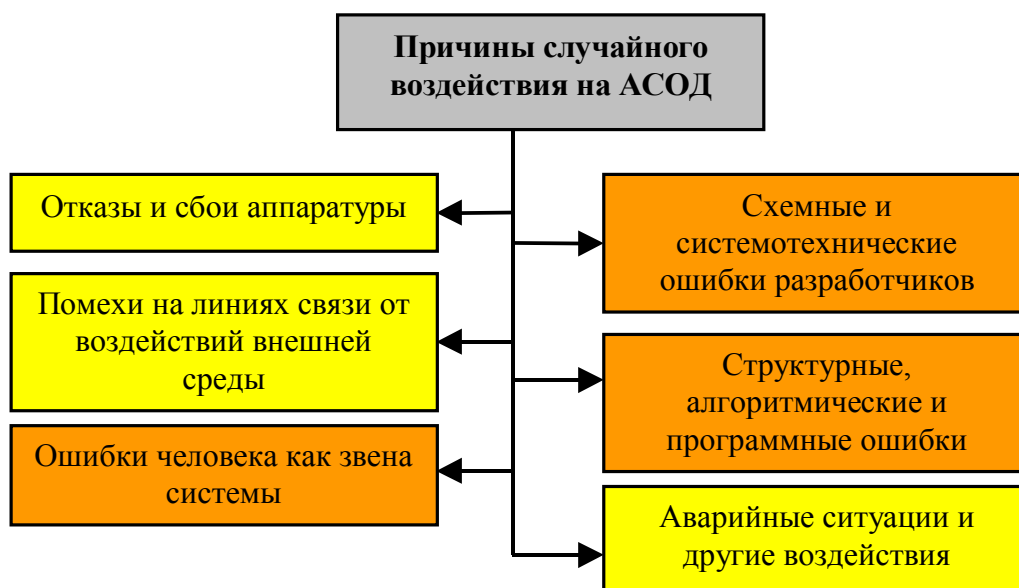 Причины случайного
воздействия на АСОД
Отказы и сбои аппаратуры
Помехи на линиях связи от
воздействий внешней
среды
Ошибки человека как звена
системы
Схемные и
системотехнические
ошибки разработчиков
Структурные,
алгоритмические и
программные ошибки
Аварийные ситуации и
другие воздействия